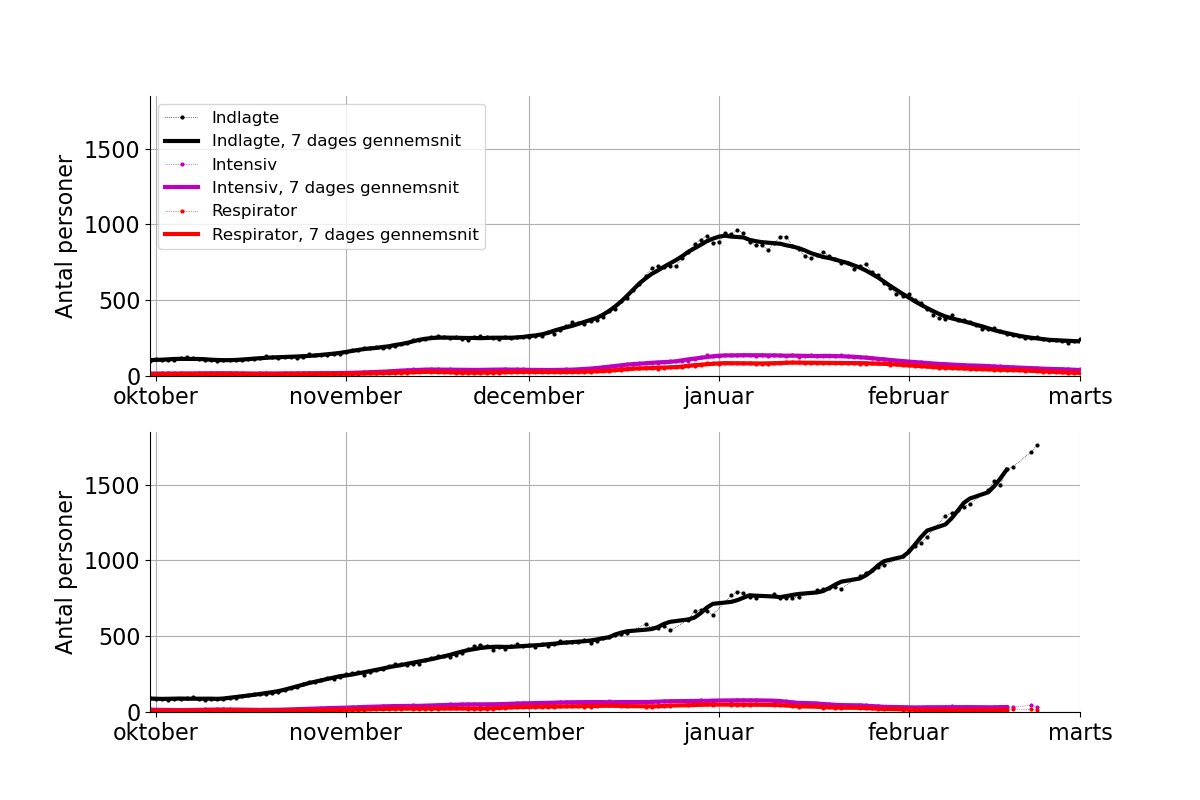 Antal personer
1500
1000
500
0
Indlagte
Indlagte, 7 dages gennemsnit
Intensiv
Intensiv, 7 dages gennemsnit
Respirator
Respirator, 7 dages gennemsnit
oktober november december januar februar marts
Antal personer
1500
1000
500
0
oktober november december januar februar marts